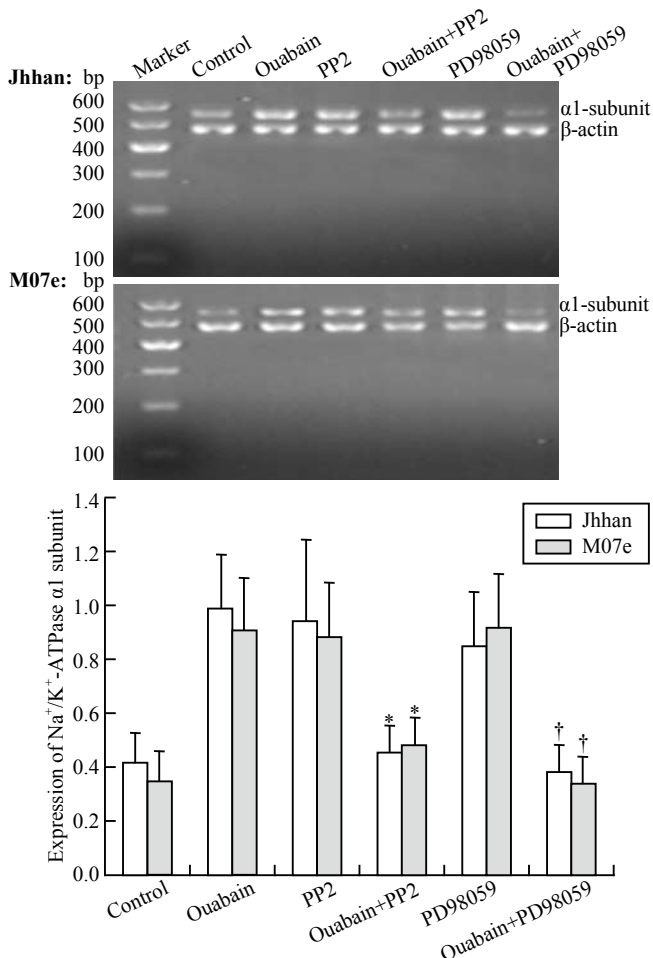 Marker Control Ouabain PP2 Ouabain+PP2 PD98059 Ouabain+
PD98059
Jhhan: bp
600
500
400
300
200
100
α1-subunit
β-actin
M07e: bp
600
500
400
300
200
100
α1-subunit
β-actin
Expression of Na⁺/K⁺-ATPase α1 subunit
1.4
1.2
1.0
0.8
0.6
0.4
0.2
0.0
Jhhan
M07e
* *
† †
Control Ouabain PP2 Ouabain+PP2 PD98059 Ouabain+PD98059